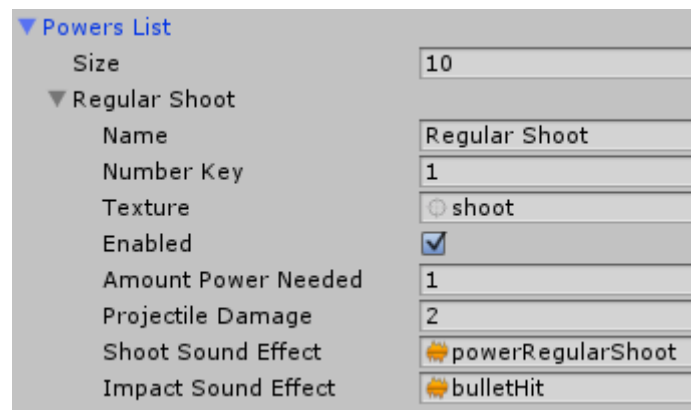 Powers List
Size 10
Regular Shoot
Name Regular Shoot
Number Key 1
Texture shoot
Enabled
Amount Power Needed 1
Projectile Damage 2
Shoot Sound Effect powerRegularShoot
Impact Sound Effect bulletHit